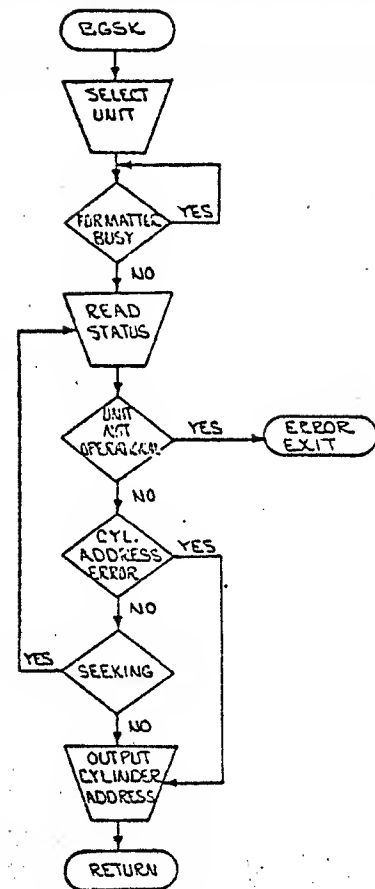 BGSK
SELECT
UNIT
FORMATTER
BUSY
YES
NO
READ
STATUS
UNIT
NOT
OPERATIONAL
YES
ERROR
EXIT
NO
CYL.
ADDRESS
ERROR
YES
NO
YES
SEEKING
NO
OUTPUT
CYLINDER
ADDRESS
RETURN